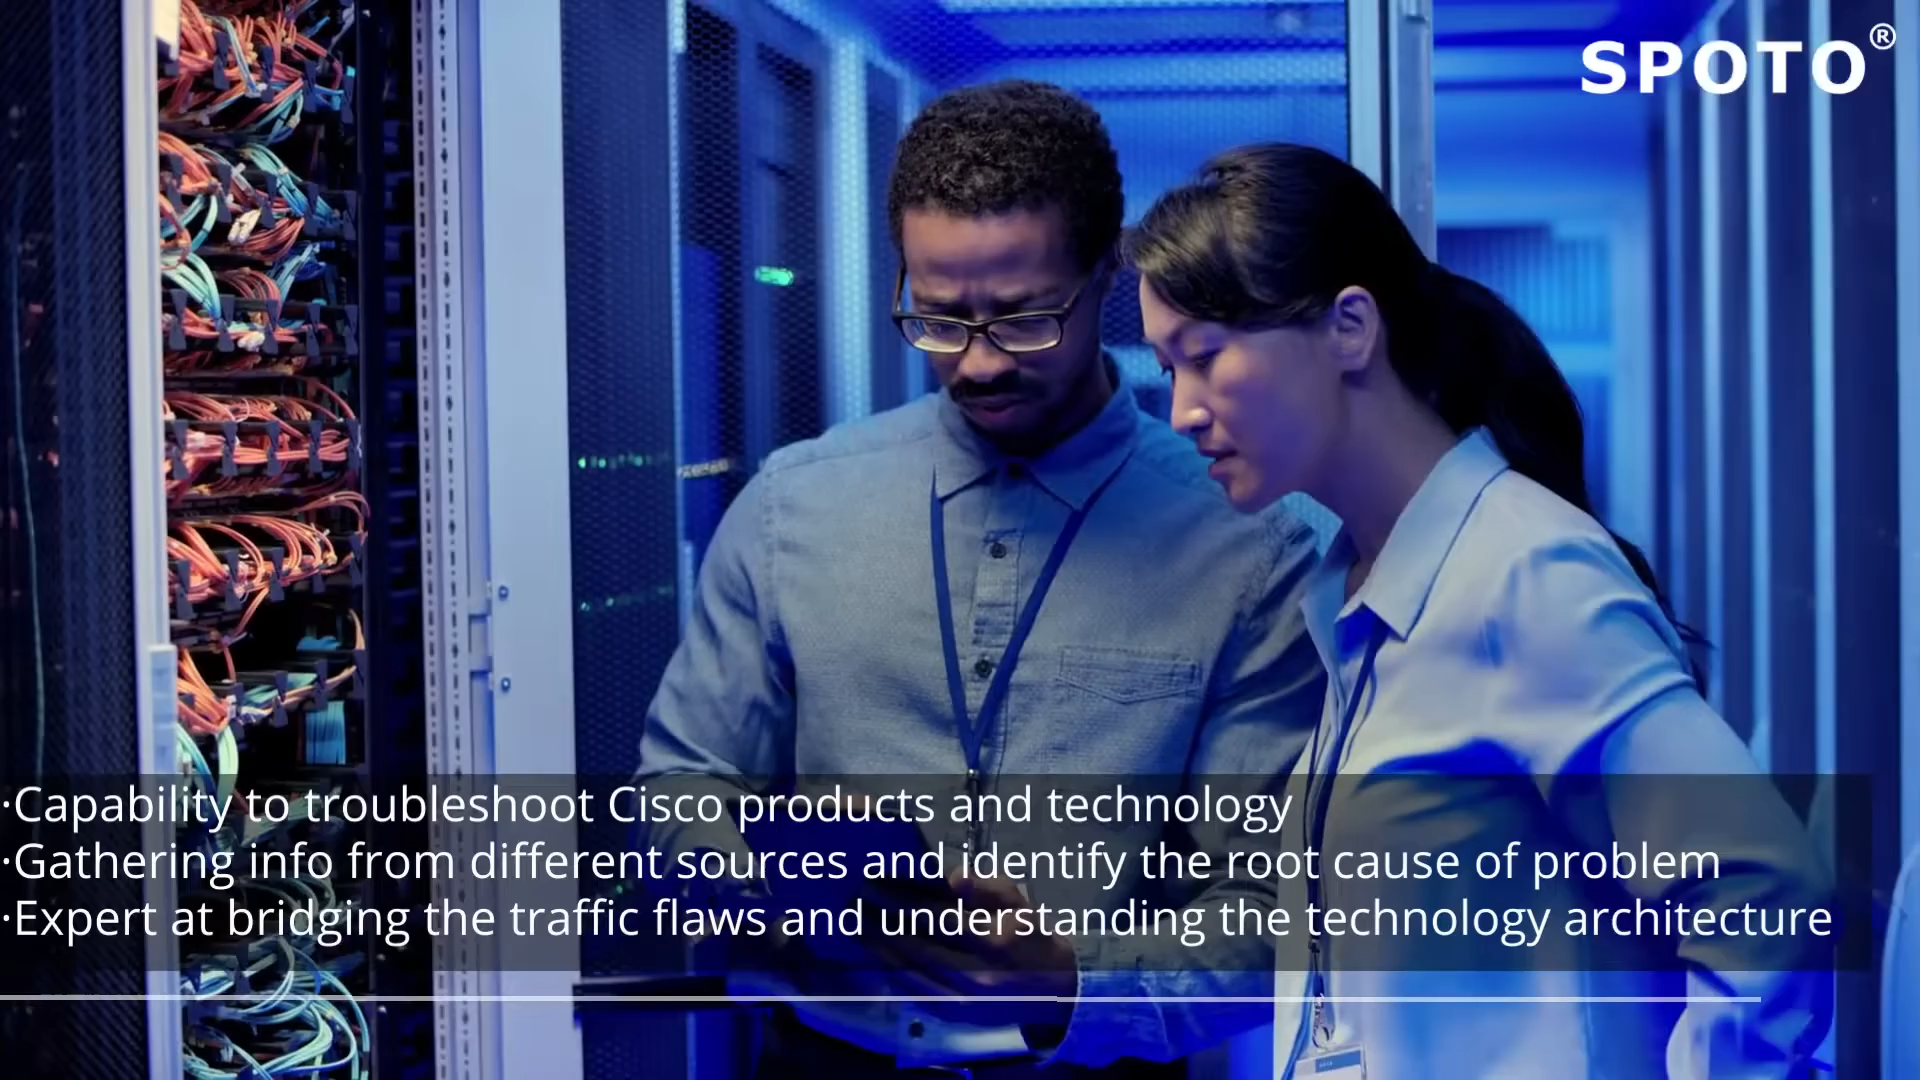 SPOTO®
·Capability to troubleshoot Cisco products and technology
·Gathering info from different sources and identify the root cause of problem
·Expert at bridging the traffic flaws and understanding the technology architecture